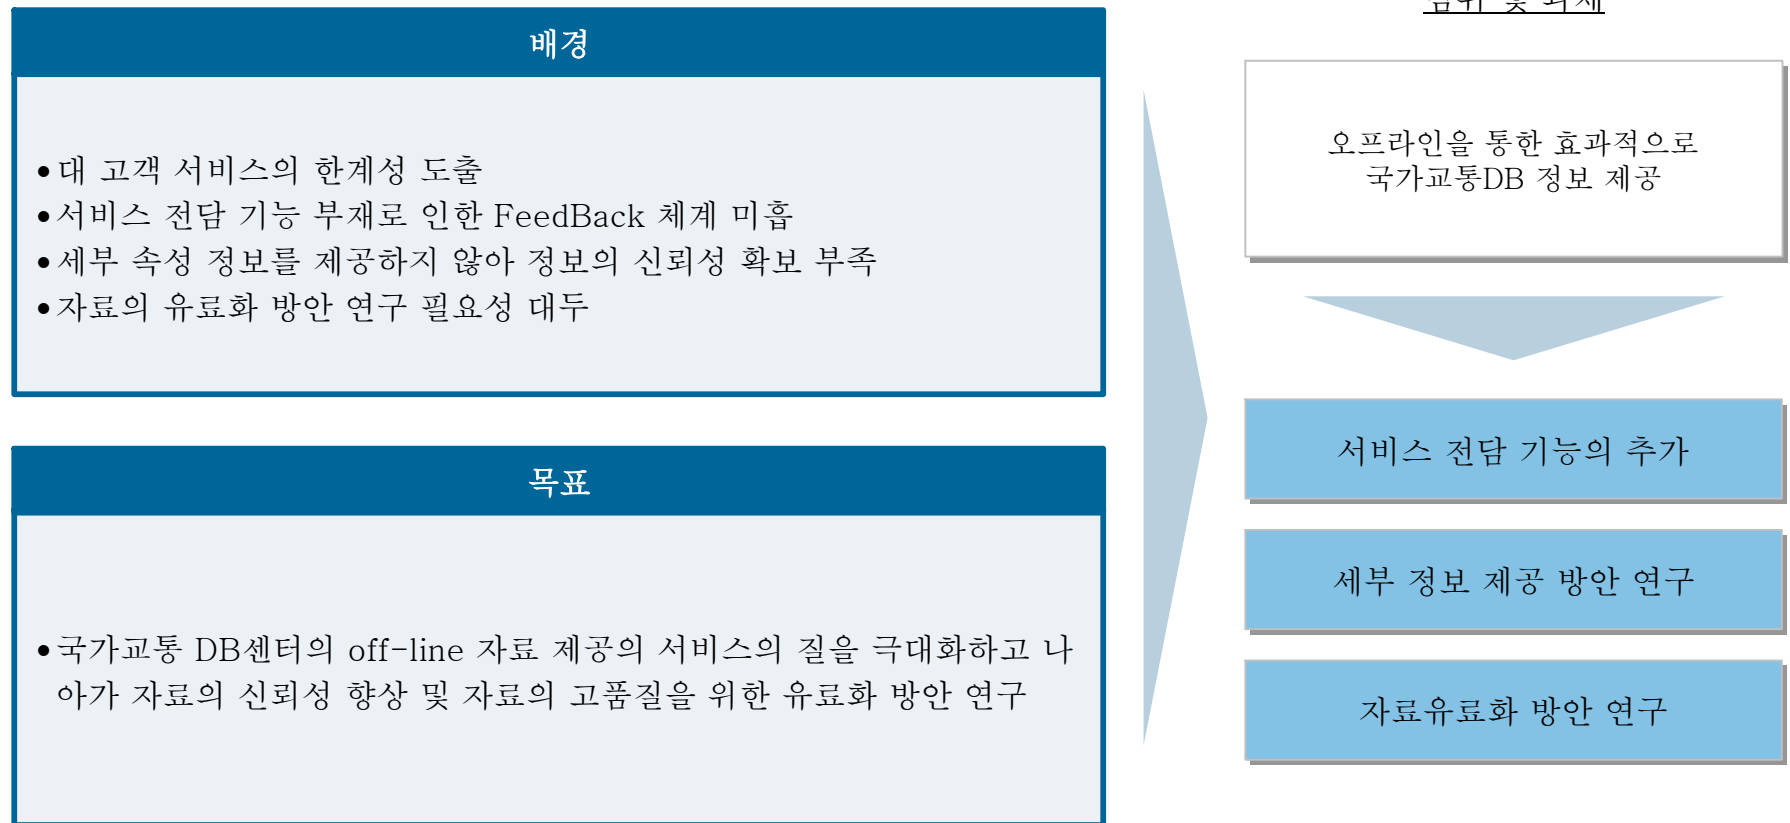 배경
•대 고객 서비스의 한계성 도출
•서비스 전담 기능 부재로 인한 FeedBack 체계 미흡
•세부 속성 정보를 제공하지 않아 정보의 신뢰성 확보 부족
•자료의 유료화 방안 연구 필요성 대두
목표
•국가교통 DB센터의 off-line 자료 제공의 서비스의 질을 극대화하고 나
아가 자료의 신뢰성 향상 및 자료의 고품질을 위한 유료화 방안 연구
및
오프라인을 통한 효과적으로
국가교통DB 정보 제공
서비스 전담 기능의 추가
세부 정보 제공 방안 연구
자료유료화 방안 연구